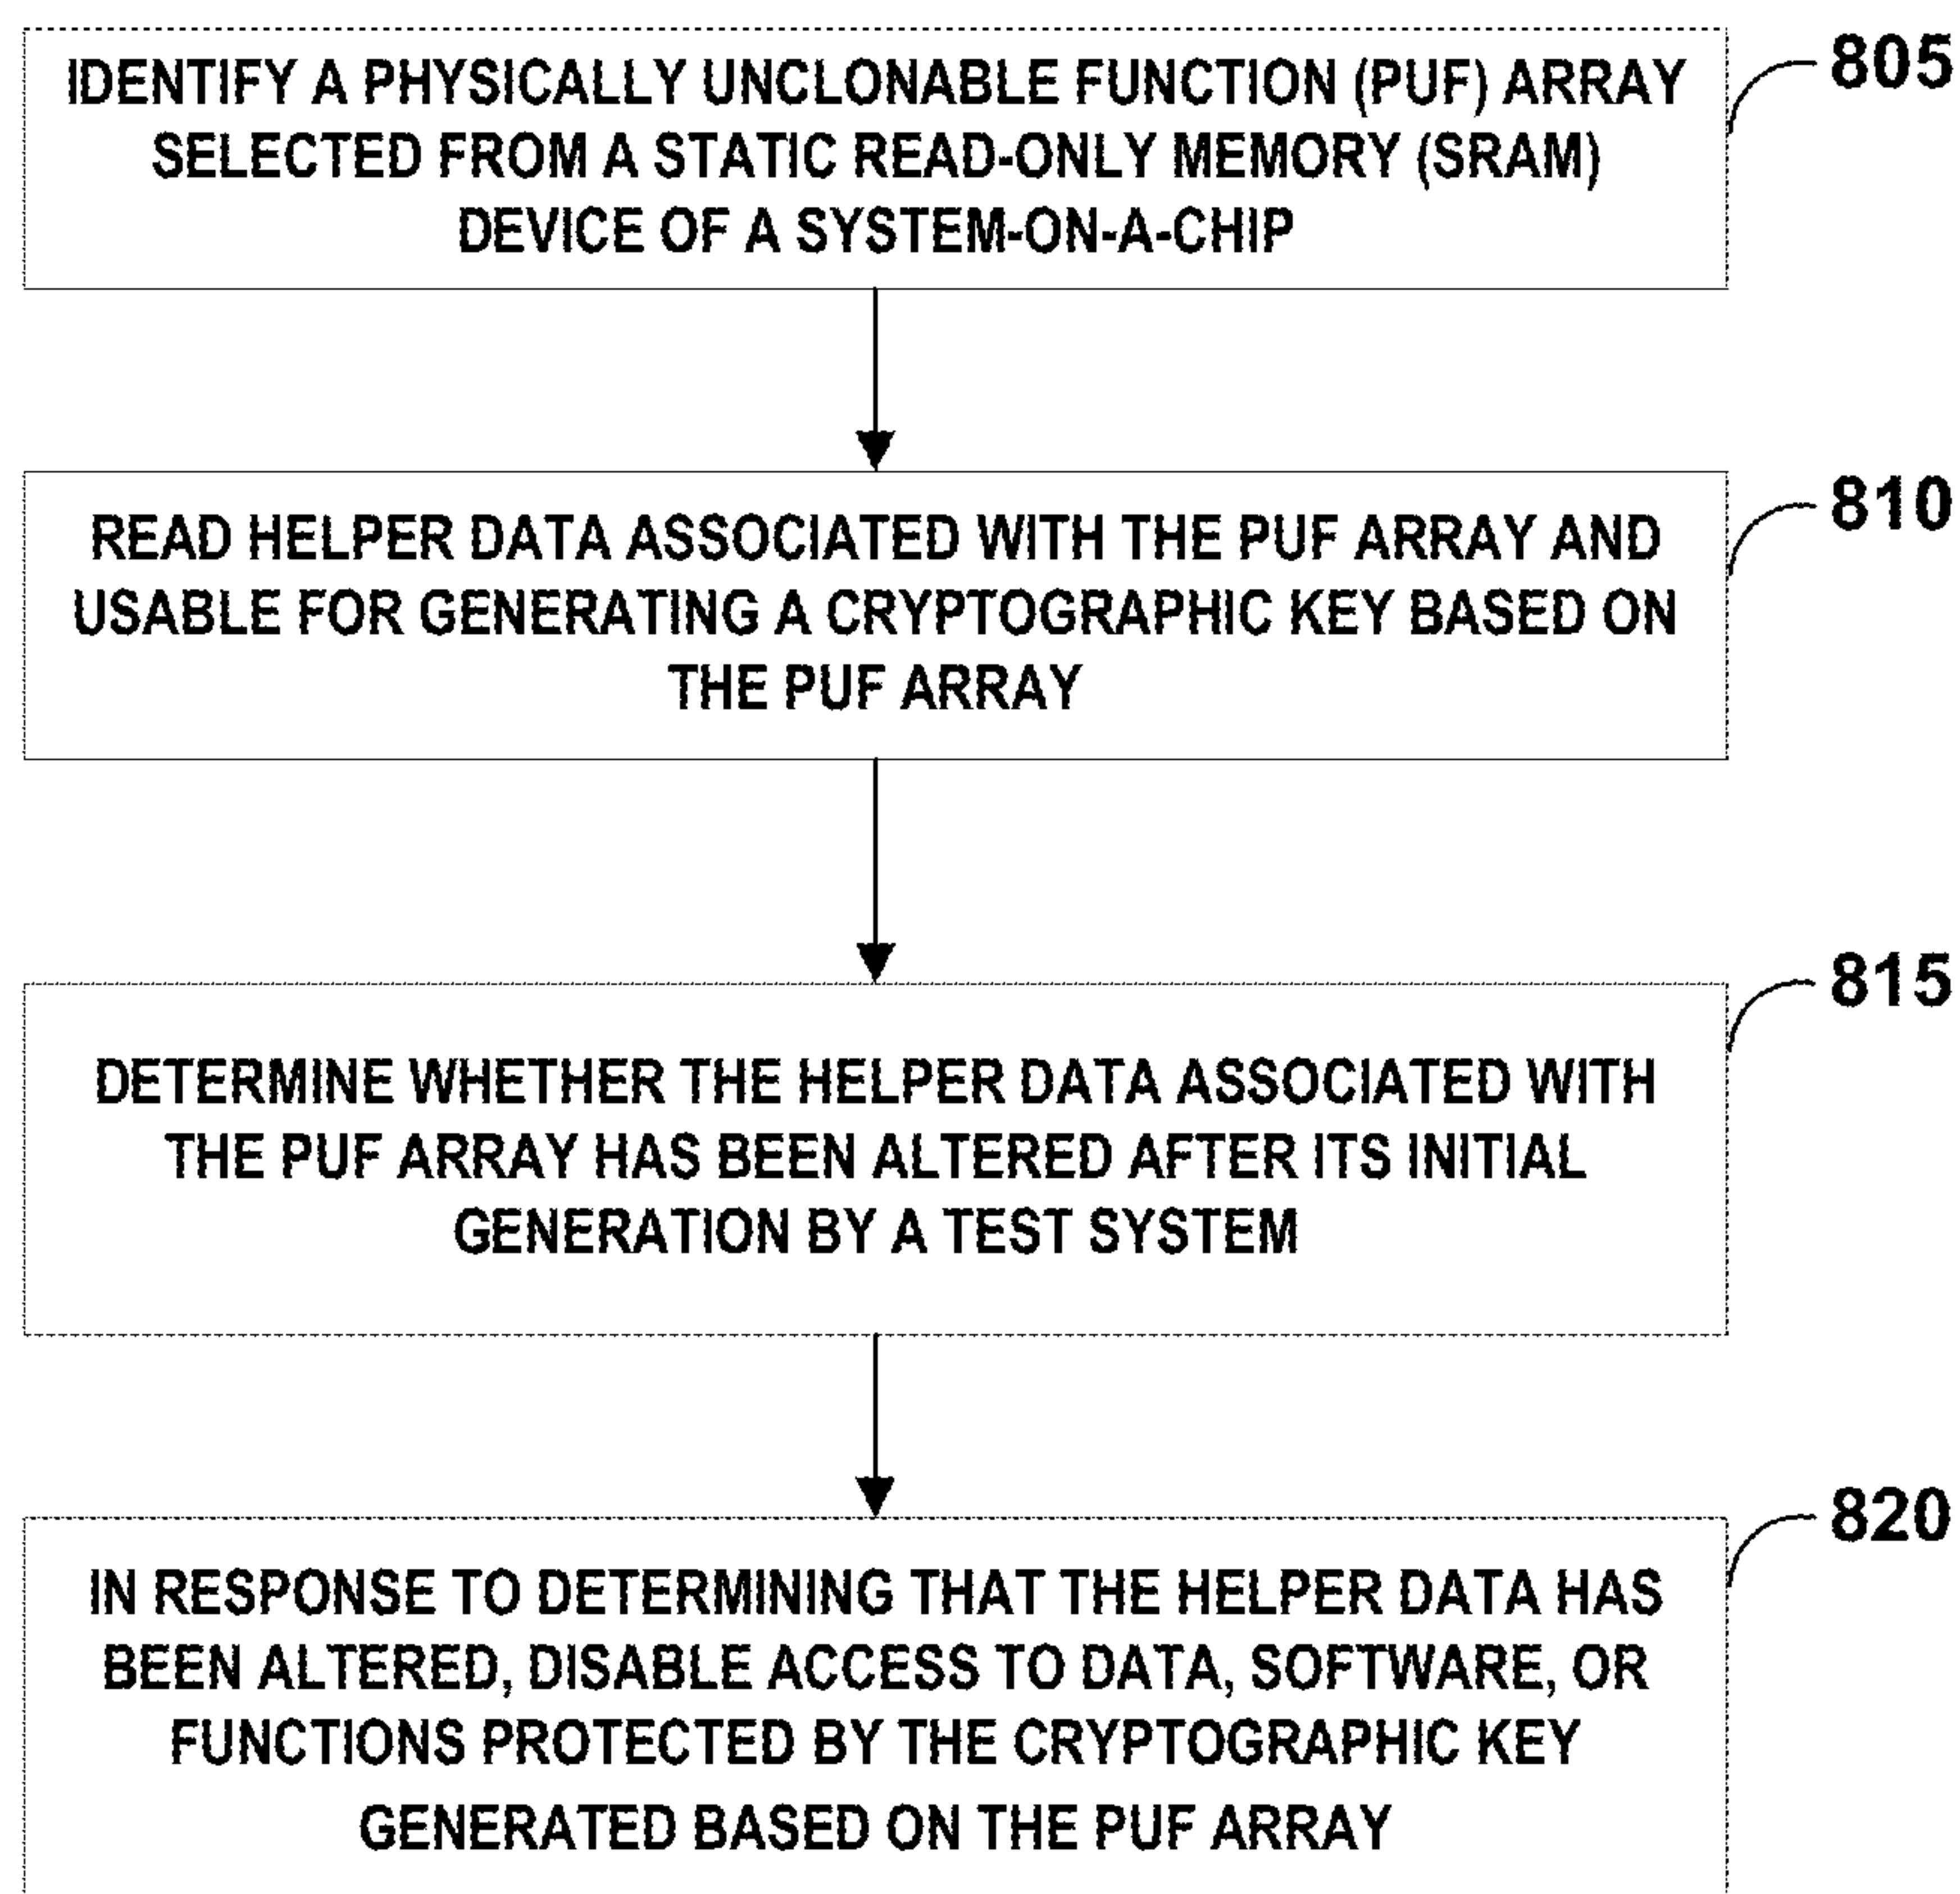 IDENTIFY A PHYSICALLY UNCLONABLE FUNCTION (PUF) ARRAY
SELECTED FROM A STATIC READ-ONLY MEMORY (SRAM)
DEVICE OF A SYSTEM-ON-A-CHIP
805
READ HELPER DATA ASSOCIATED WITH THE PUF ARRAY AND
USABLE FOR GENERATING A CRYPTOGRAPHIC KEY BASED ON
THE PUF ARRAY
810
DETERMINE WHETHER THE HELPER DATA ASSOCIATED WITH
THE PUF ARRAY HAS BEEN ALTERED AFTER ITS INITIAL
GENERATION BY A TEST SYSTEM
815
IN RESPONSE TO DETERMINING THAT THE HELPER DATA HAS
BEEN ALTERED, DISABLE ACCESS TO DATA, SOFTWARE, OR
FUNCTIONS PROTECTED BY THE CRYPTOGRAPHIC KEY
GENERATED BASED ON THE PUF ARRAY
820